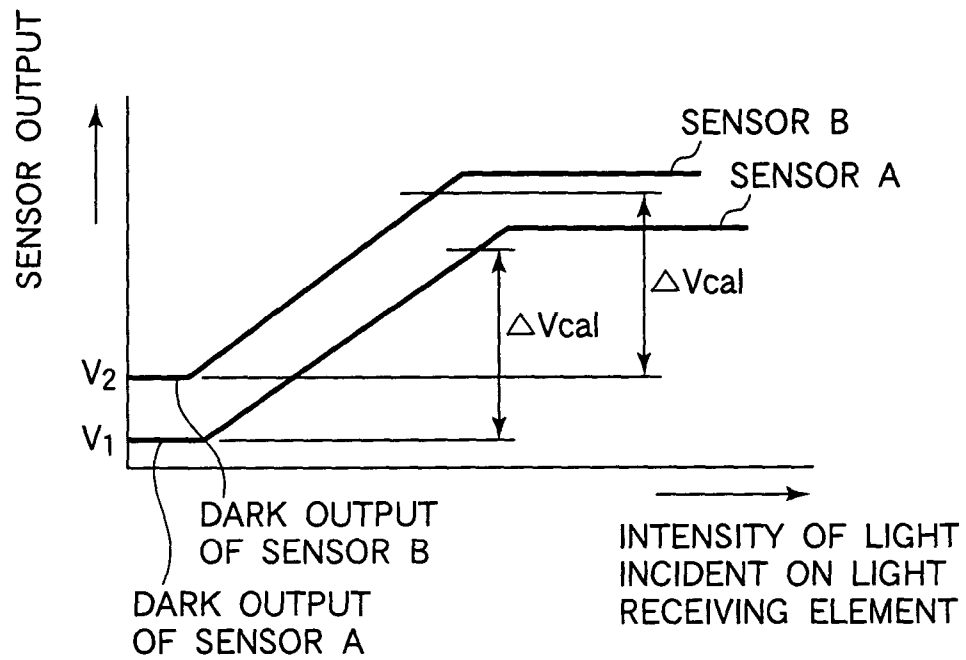 SENSOR OUTPUT
SENSOR B
SENSOR A
△Vcal
△Vcal
V2
V1
DARK OUTPUT
OF SENSOR B
DARK OUTPUT
OF SENSOR A
INTENSITY OF LIGHT
INCIDENT ON LIGHT
RECEIVING ELEMENT